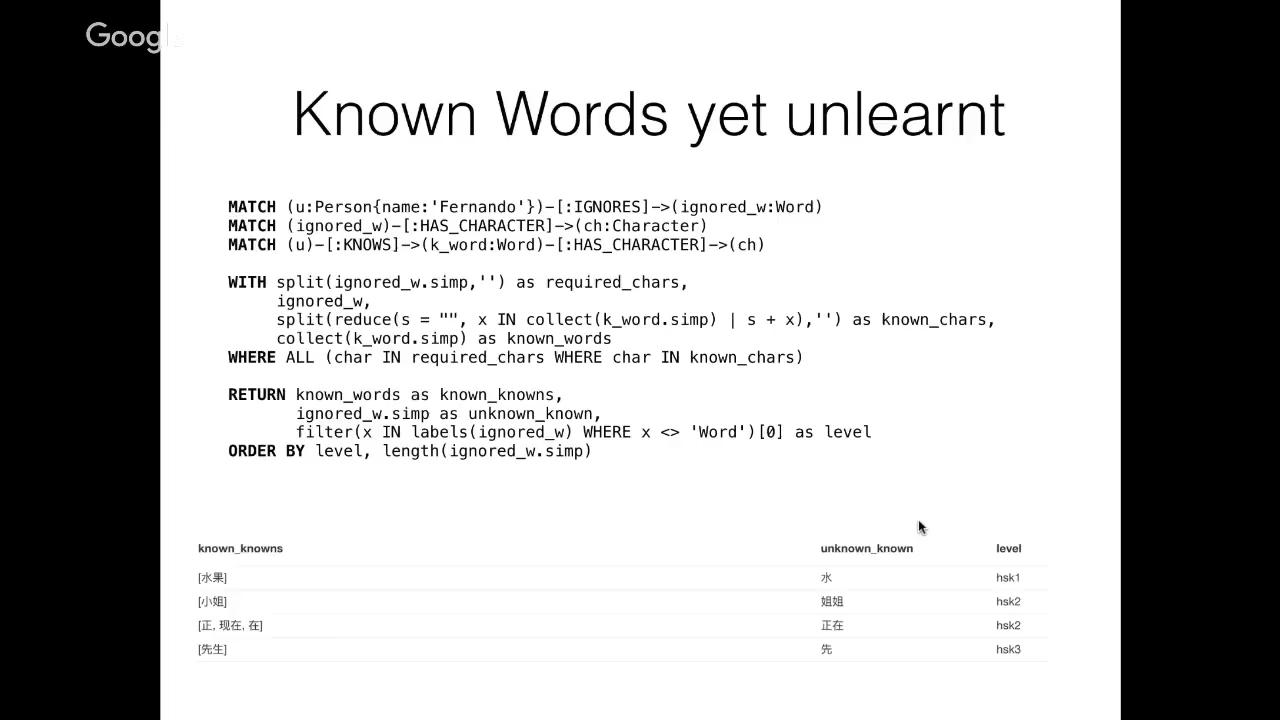 Google
Known Words yet unlearnt
MATCH (u:Person{name:'Fernando'})-[:IGNORES]->(ignored_w:Word)
MATCH (ignored_w)-[:HAS_CHARACTER]->(ch:Character)
MATCH (u)-[:KNOWS]->(k_word:Word)-[:HAS_CHARACTER]->(ch)
WITH split(ignored_w.simp,'') as required_chars,
ignored_w,
split(reduce(s = "", x IN collect(k_word.simp) | s + x),'') as known_chars,
collect(k_word.simp) as known_words
WHERE ALL (char IN required_chars WHERE char IN known_chars)
RETURN known_words as known_knowns,
ignored_w.simp as unknown_known,
filter(x IN labels(ignored_w) WHERE x <> 'Word')[0] as level
ORDER BY level, length(ignored_w.simp)
known_knowns unknown_known level
[水果] 水 hsk1
[小姐] 姐姐 hsk2
[正, 现在, 在] 正在 hsk2
[先生] 先 hsk3